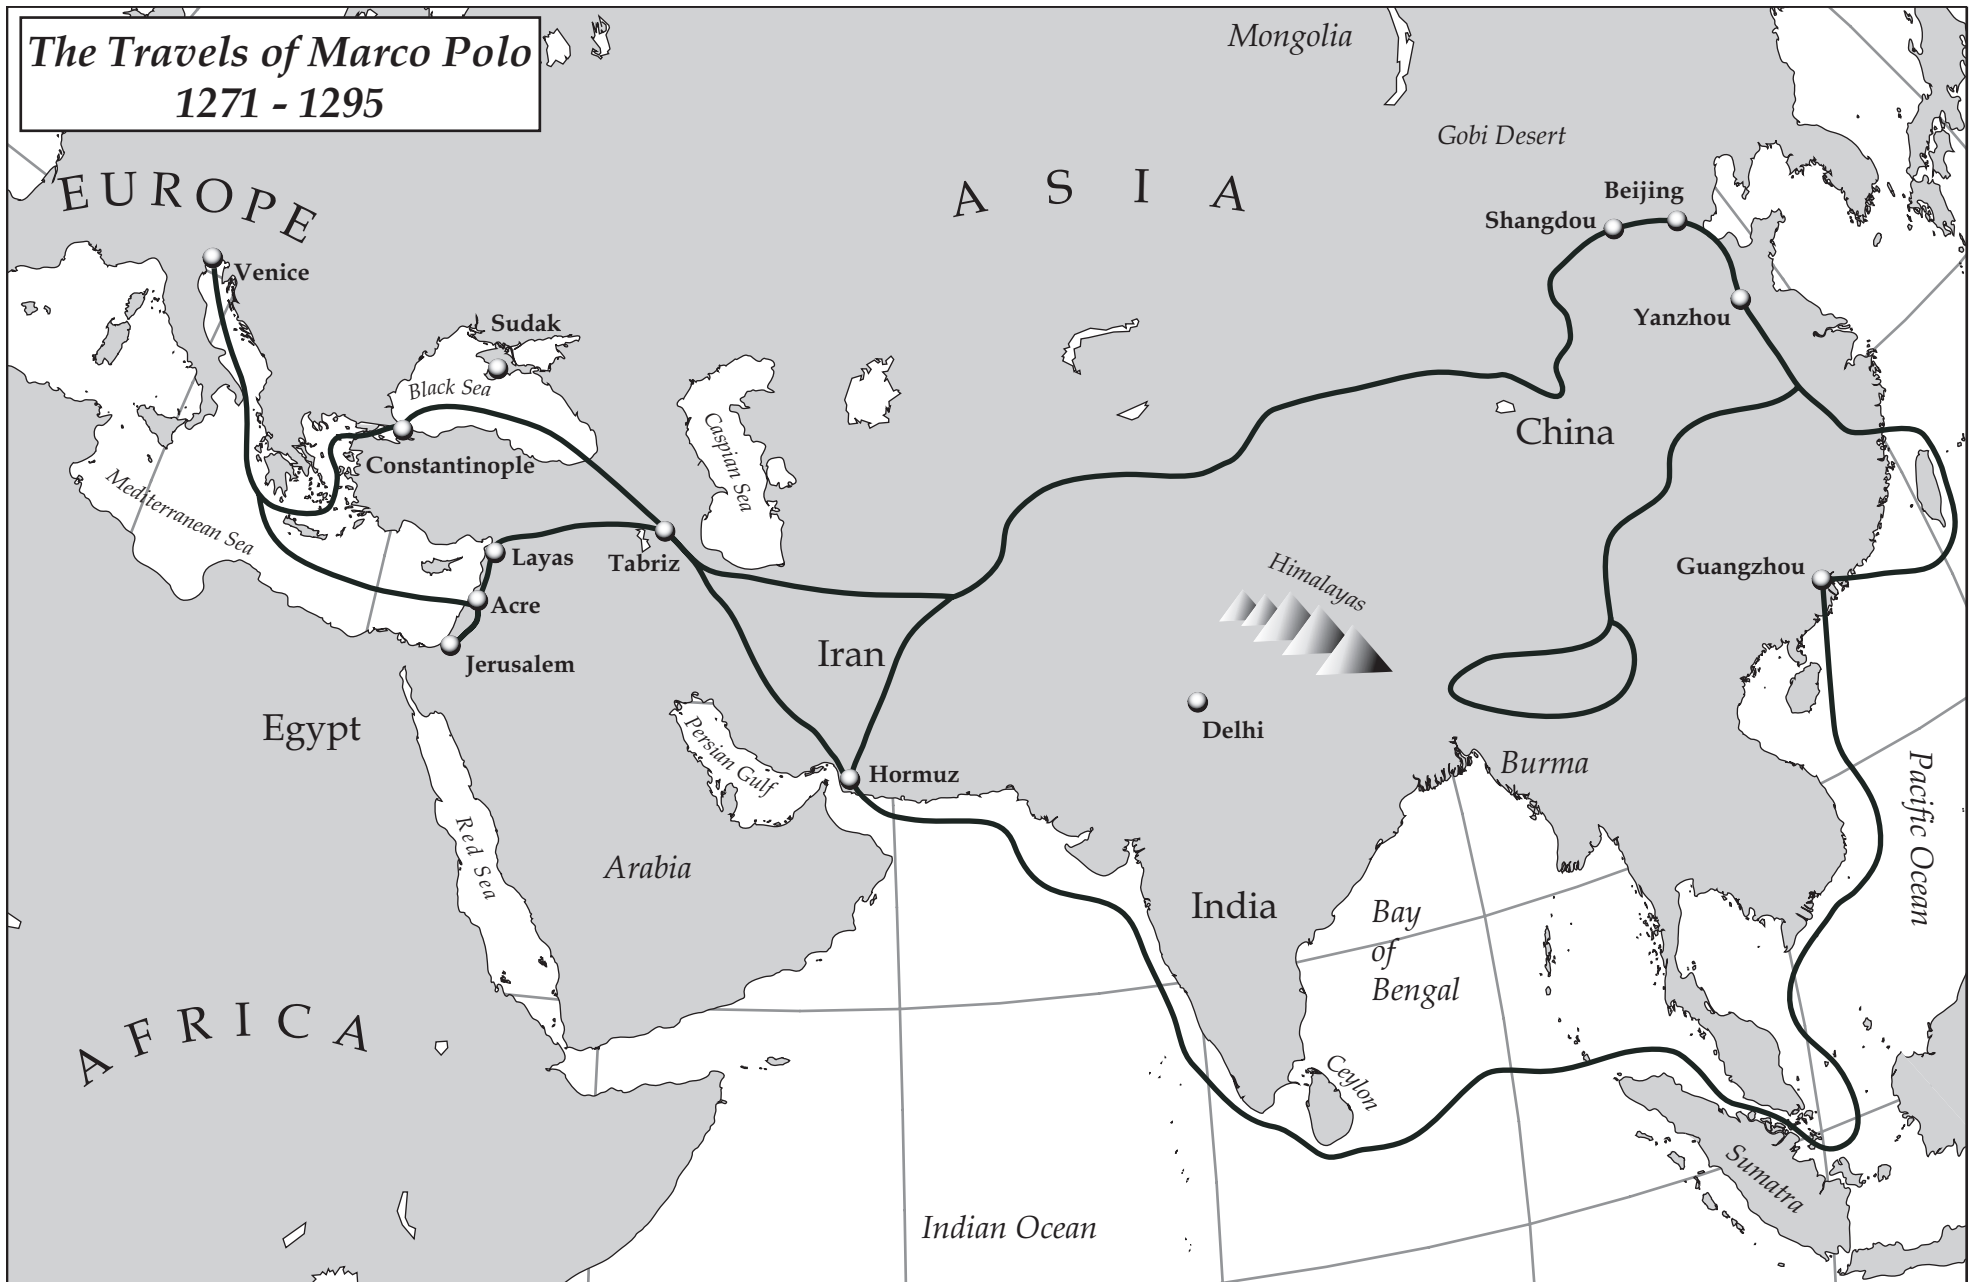 The Travels of Marco Polo
1271 - 1295
Mongolia
Gobi Desert
EUROPE
ASIA
Beijing
Shangdou
Venice
Yanzhou
Sudak
Black Sea
Caspian Sea
China
Constantinople
Mediterranean Sea
Layas
Tabriz
Guangzhou
Himalayas
Acre
Iran
Jerusalem
Egypt
Delhi
Persian Gulf
Hormuz
Burma
Pacific Ocean
Red Sea
Arabia
India
Bay
of
Bengal
AFRICA
Ceylon
Sumatra
Indian Ocean